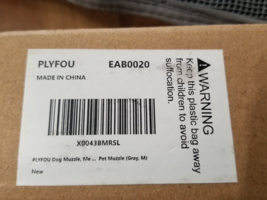 PLYFOU EAB0020
MADE IN CHINA
X0043BMRSL
PLYFOU Dog Muzzle, Me ... Pet Muzzle (Gray, M)
New
WARNING
Keep this plastic bag away
from children to avoid
suffocation.